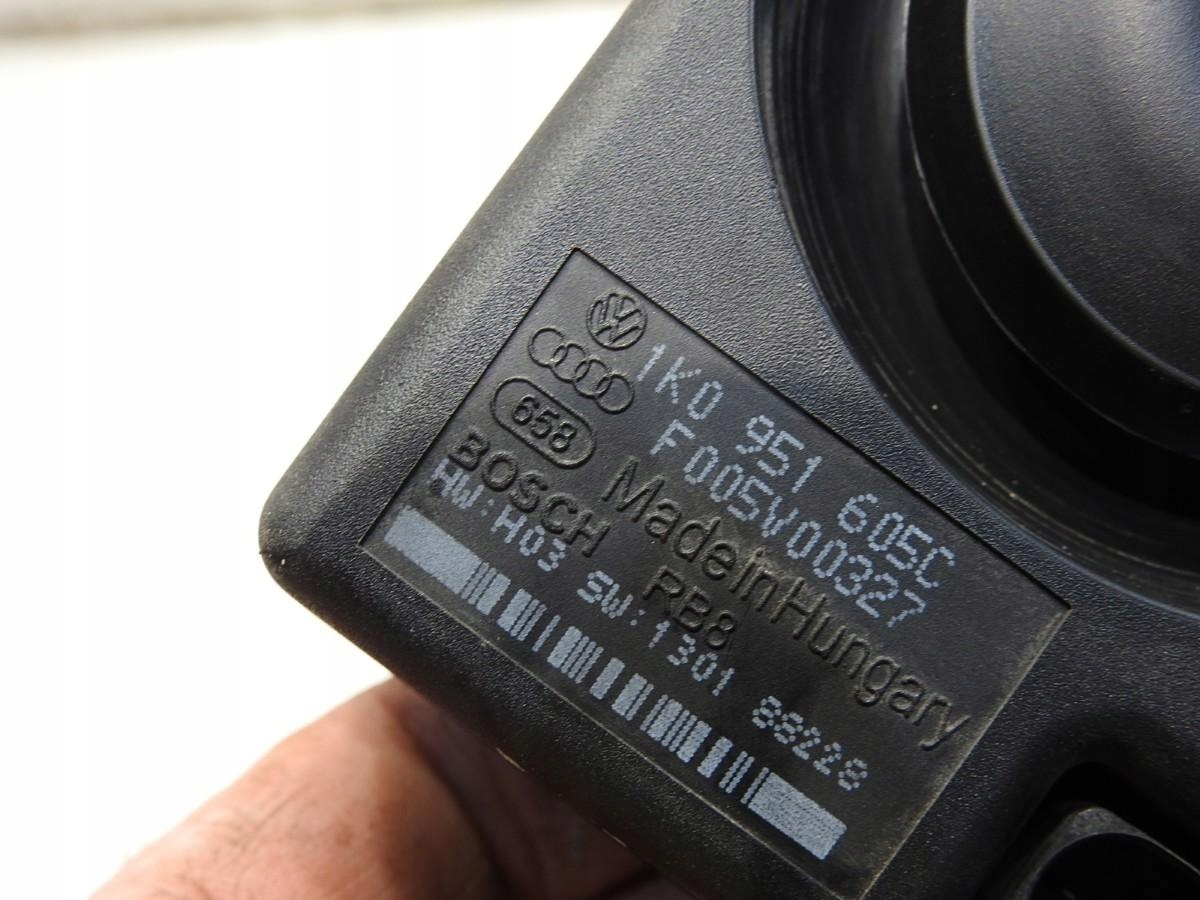 1K0 951 605C
F005V00327
658
Made in Hungary
BOSCH RB8
HW:H03 SW:1301 88228